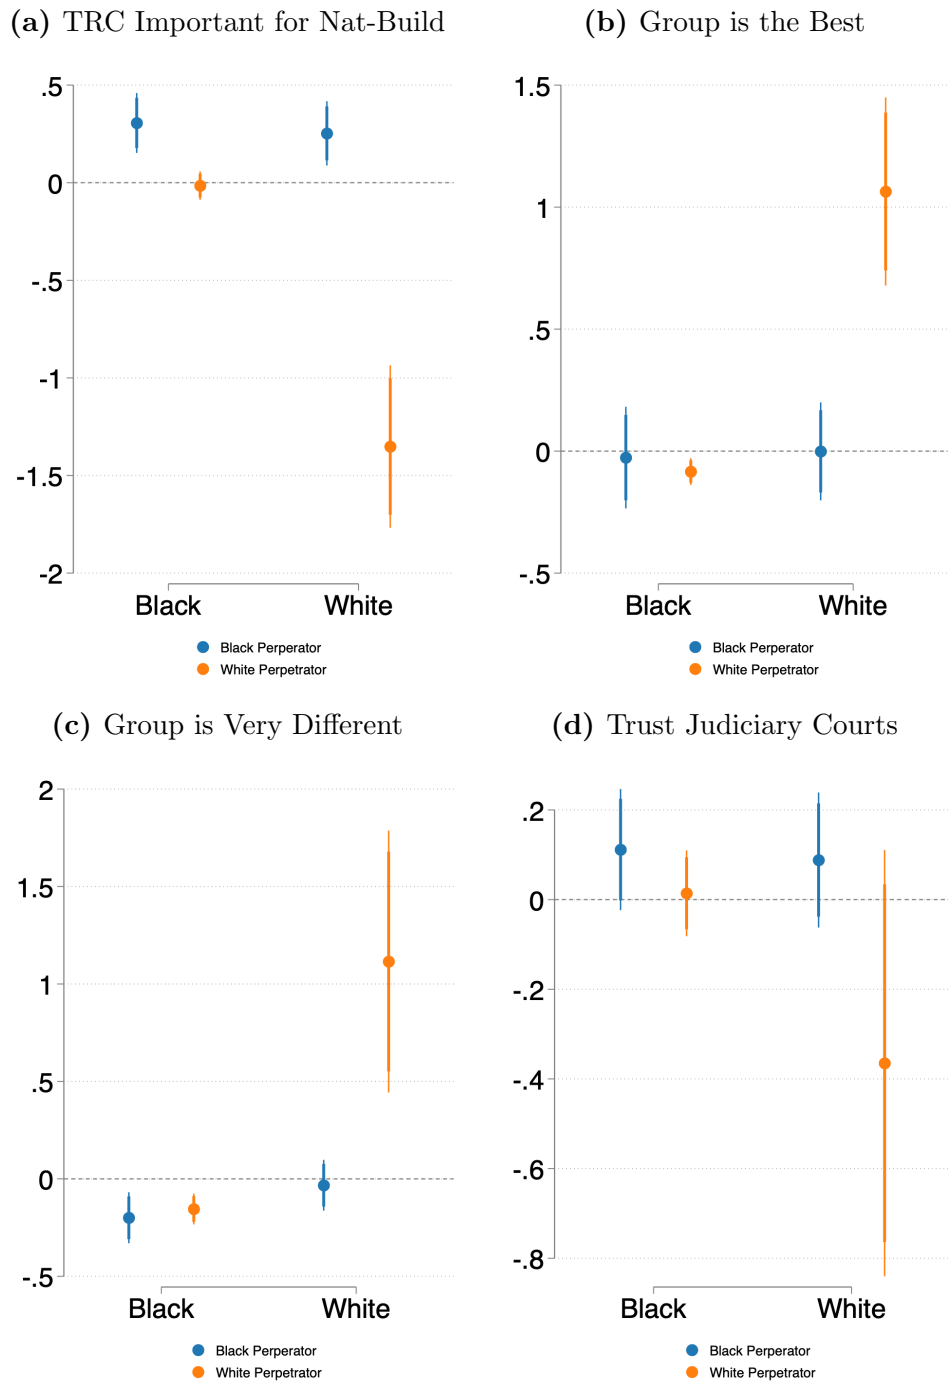 (a) TRC Important for Nat-Build
.5
0
-.5
-1
-1.5
-2
Black White
Black Perperator
White Perpetrator
(b) Group is the Best
1.5
1
.5
0
-.5
Black White
Black Perperator
White Perpetrator
(c) Group is Very Different
2
1.5
1
.5
0
-.5
Black White
Black Perperator
White Perpetrator
(d) Trust Judiciary Courts
.2
0
-.2
-.4
-.6
-.8
Black White
Black Perperator
White Perpetrator